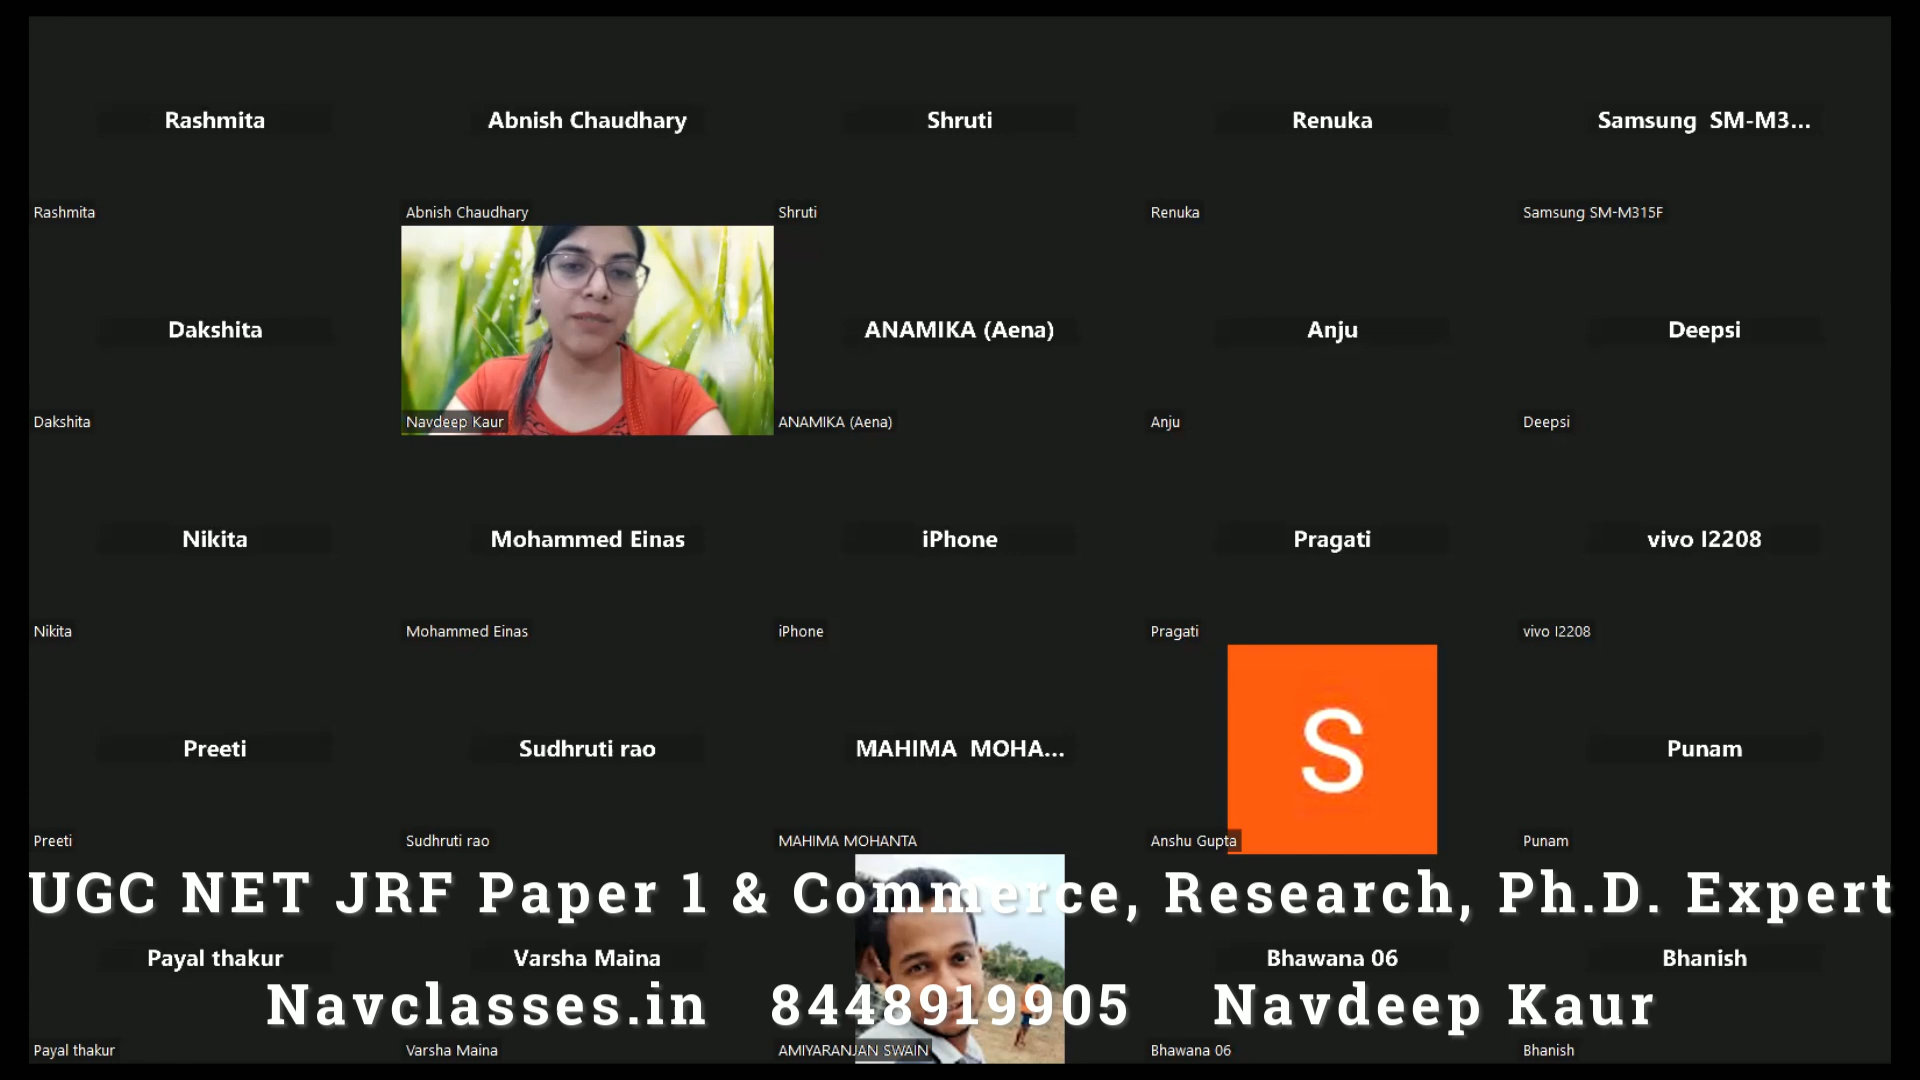 Rashmita
Abnish Chaudhary
Shruti
Renuka
Samsung SM-M3...
Rashmita
Abnish Chaudhary
Shruti
Renuka
Samsung SM-M315F
Dakshita
ANAMIKA (Aena)
Anju
Deepsi
Dakshita
Navdeep Kaur
ANAMIKA (Aena)
Anju
Deepsi
Nikita
Mohammed Einas
iPhone
Pragati
vivo I2208
Nikita
Mohammed Einas
iPhone
Pragati
vivo I2208
Preeti
Sudhruti rao
MAHIMA MOHA...
S
Punam
Preeti
Sudhruti rao
MAHIMA MOHANTA
Anshu Gupta
Punam
UGC NET JRF Paper 1 & Commerce, Research, Ph.D. Expert
Payal thakur
Varsha Maina
Bhawana 06
Bhanish
Navclasses.in 8448919905 Navdeep Kaur
Payal thakur
Varsha Maina
AMIYARANJAN SWAIN
Bhawana 06
Bhanish